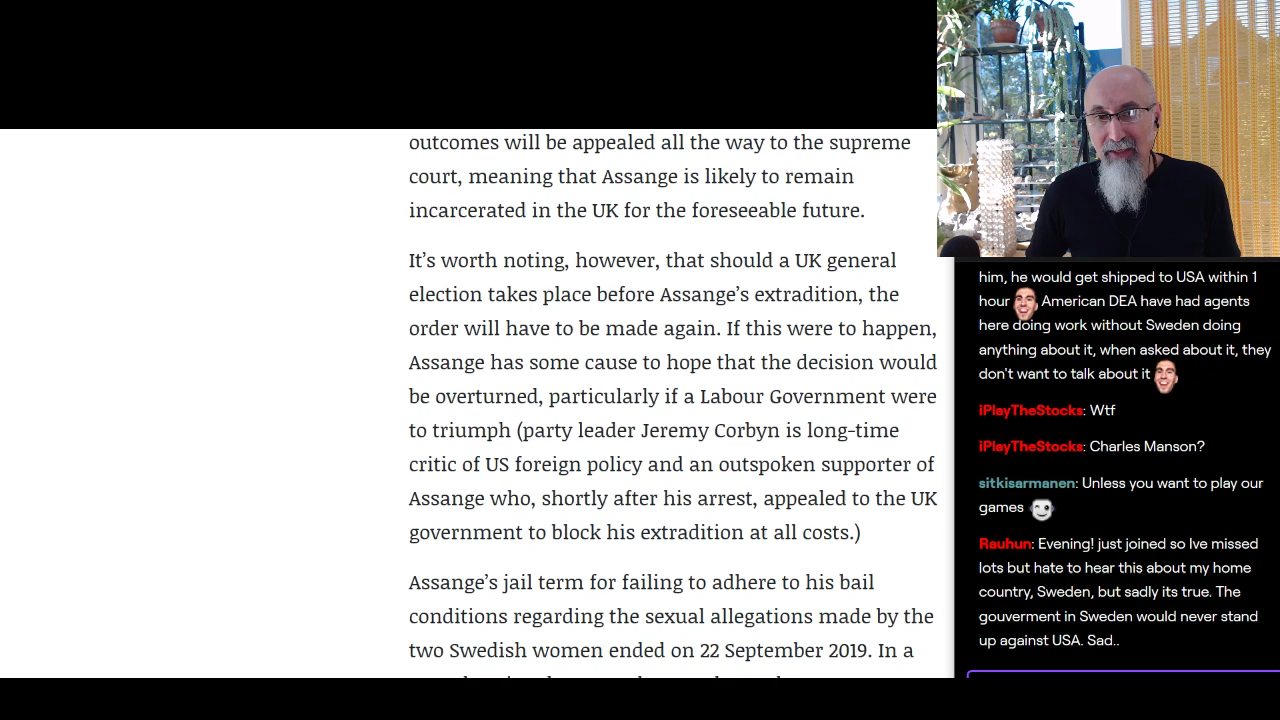 outcomes will be appealed all the way to the supreme
court, meaning that Assange is likely to remain
incarcerated in the UK for the foreseeable future.
It’s worth noting, however, that should a UK general
election takes place before Assange’s extradition, the
order will have to be made again. If this were to happen,
Assange has some cause to hope that the decision would
be overturned, particularly if a Labour Government were
to triumph (party leader Jeremy Corbyn is long-time
critic of US foreign policy and an outspoken supporter of
Assange who, shortly after his arrest, appealed to the UK
government to block his extradition at all costs.)
Assange’s jail term for failing to adhere to his bail
conditions regarding the sexual allegations made by the
two Swedish women ended on 22 September 2019. In a
him, he would get shipped to USA within 1
hour American DEA have had agents
here doing work without Sweden doing
anything about it, when asked about it, they
don't want to talk about it
iPlayTheStocks: Wtf
iPlayTheStocks: Charles Manson?
sitkisarmanen: Unless you want to play our
games
Rauhun: Evening! just joined so Ive missed
lots but hate to hear this about my home
country, Sweden, but sadly its true. The
gouverment in Sweden would never stand
up against USA. Sad..